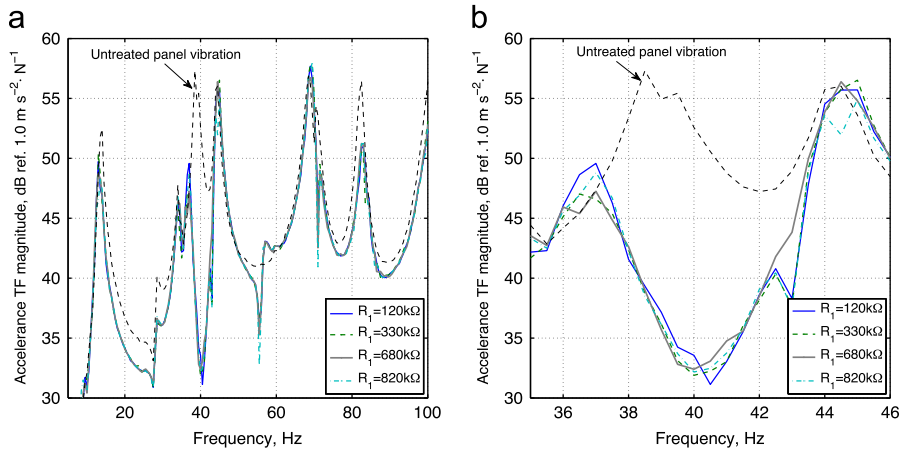 a
Accelerance TF magnitude, dB ref. 1.0 m s⁻²· N⁻¹
60
55
50
45
40
35
30
20
40
60
80
100
Frequency, Hz
Untreated panel vibration
R₁=120kΩ
R₁=330kΩ
R₁=680kΩ
R₁=820kΩ
b
Accelerance TF magnitude, dB ref. 1.0 m s⁻²· N⁻¹
60
55
50
45
40
35
30
36
38
40
42
44
46
Frequency, Hz
Untreated panel vibration
R₁=120kΩ
R₁=330kΩ
R₁=680kΩ
R₁=820kΩ